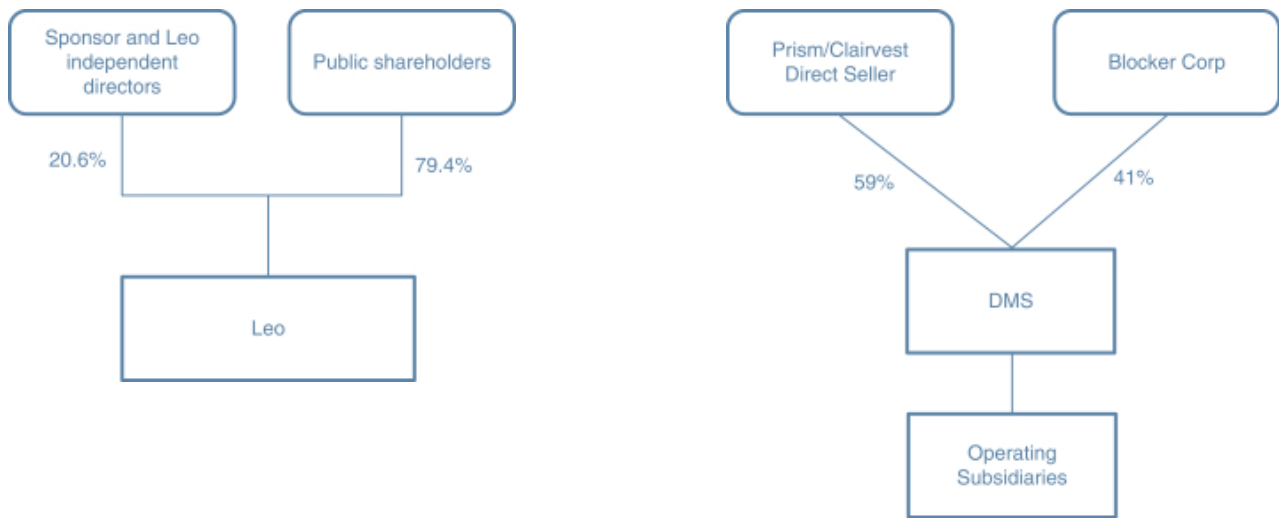 Sponsor and Leo
independent
directors
Public shareholders
20.6%
79.4%
Leo
Prism/Clairvest
Direct Seller
Blocker Corp
59%
41%
DMS
Operating
Subsidiaries